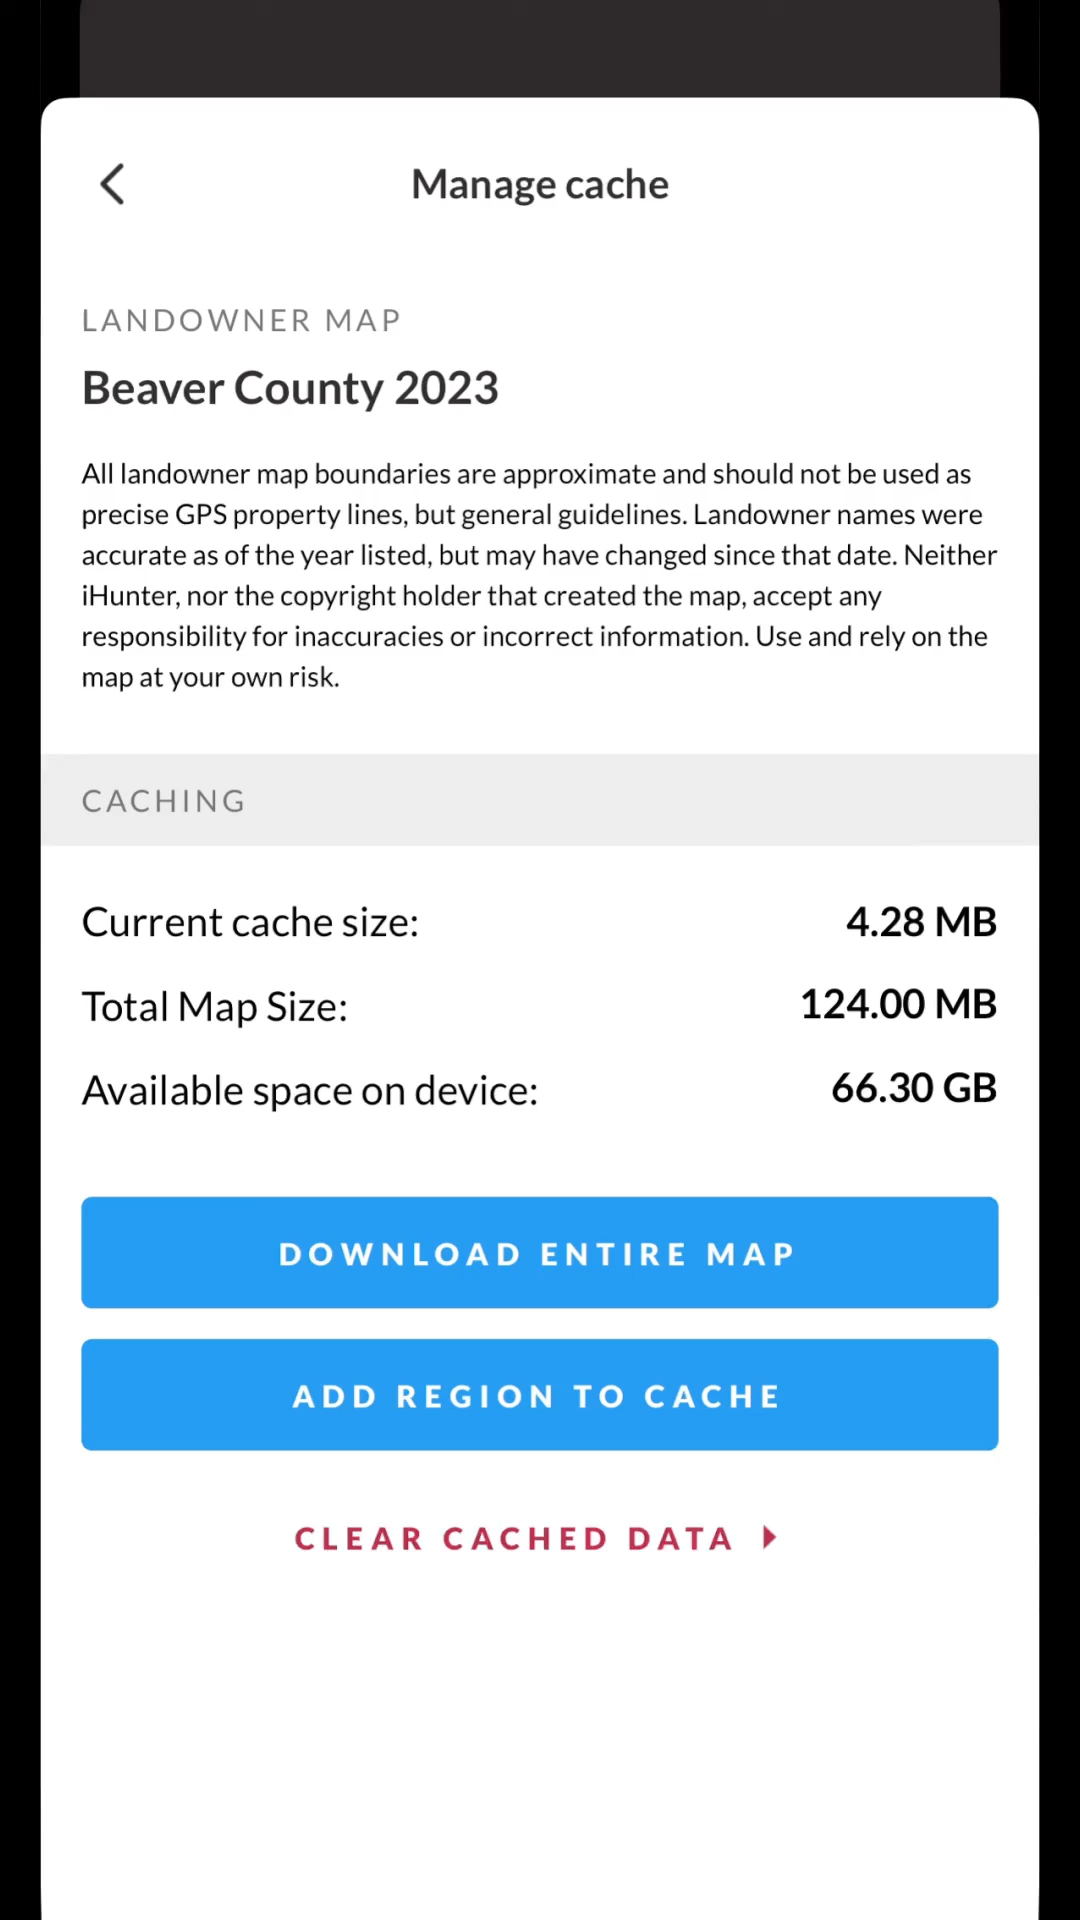 Manage cache
LANDOWNER MAP
Beaver County 2023
All landowner map boundaries are approximate and should not be used as
precise GPS property lines, but general guidelines. Landowner names were
accurate as of the year listed, but may have changed since that date. Neither
iHunter, nor the copyright holder that created the map, accept any
responsibility for inaccuracies or incorrect information. Use and rely on the
map at your own risk.
CACHING
Current cache size: 4.28 MB
Total Map Size: 124.00 MB
Available space on device: 66.30 GB
DOWNLOAD ENTIRE MAP
ADD REGION TO CACHE
CLEAR CACHED DATA